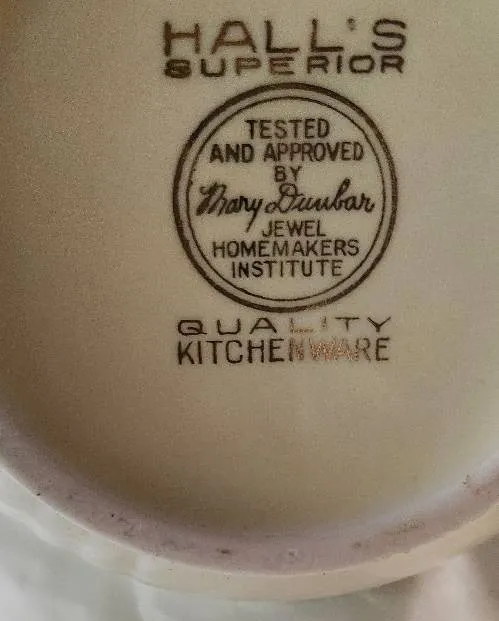 HALL'S
SUPERIOR
TESTED
AND APPROVED
BY
Mary Dunbar
JEWEL
HOMEMAKERS
INSTITUTE
QUALITY
KITCHENWARE